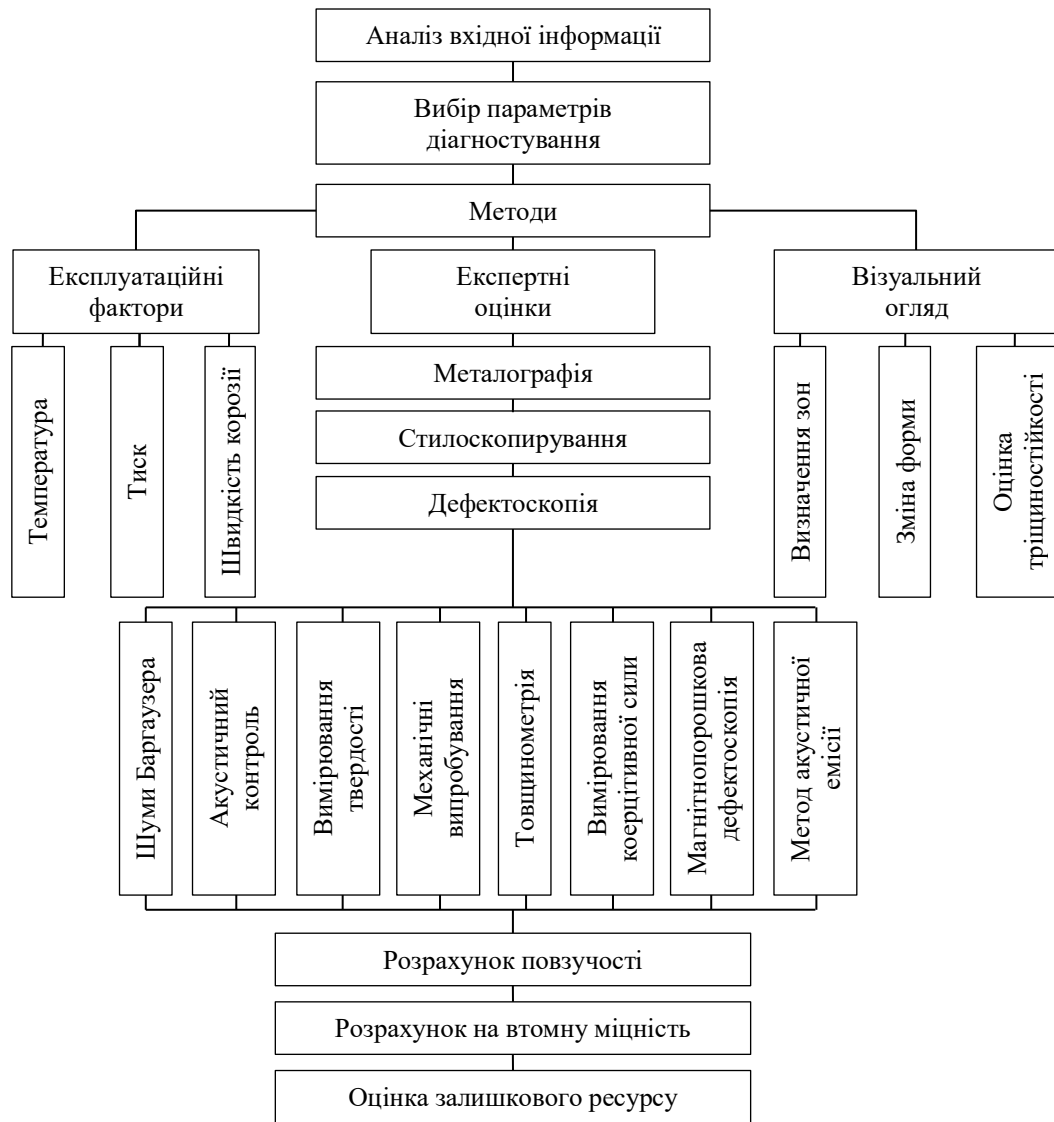 Аналіз вхідної інформації
Вибір параметрів
діагностування
Методи
Експлуатаційні
фактори
Експертні
оцінки
Візуальний
огляд
Температура
Тиск
Швидкість корозії
Металографія
Стилоскопирування
Дефектоскопія
Визначення зон
Зміна форми
Оцінка
тріщиностійкості
Шуми Баргаузера
Акустичний
контроль
Вимірювання
твердості
Механічні
випробування
Товщинометрія
Вимірювання
коерцітивної сили
Магнітнопорошкова
дефектоскопія
Метод акустичної
емісії
Розрахунок повзучості
Розрахунок на втомну міцність
Оцінка залишкового ресурсу